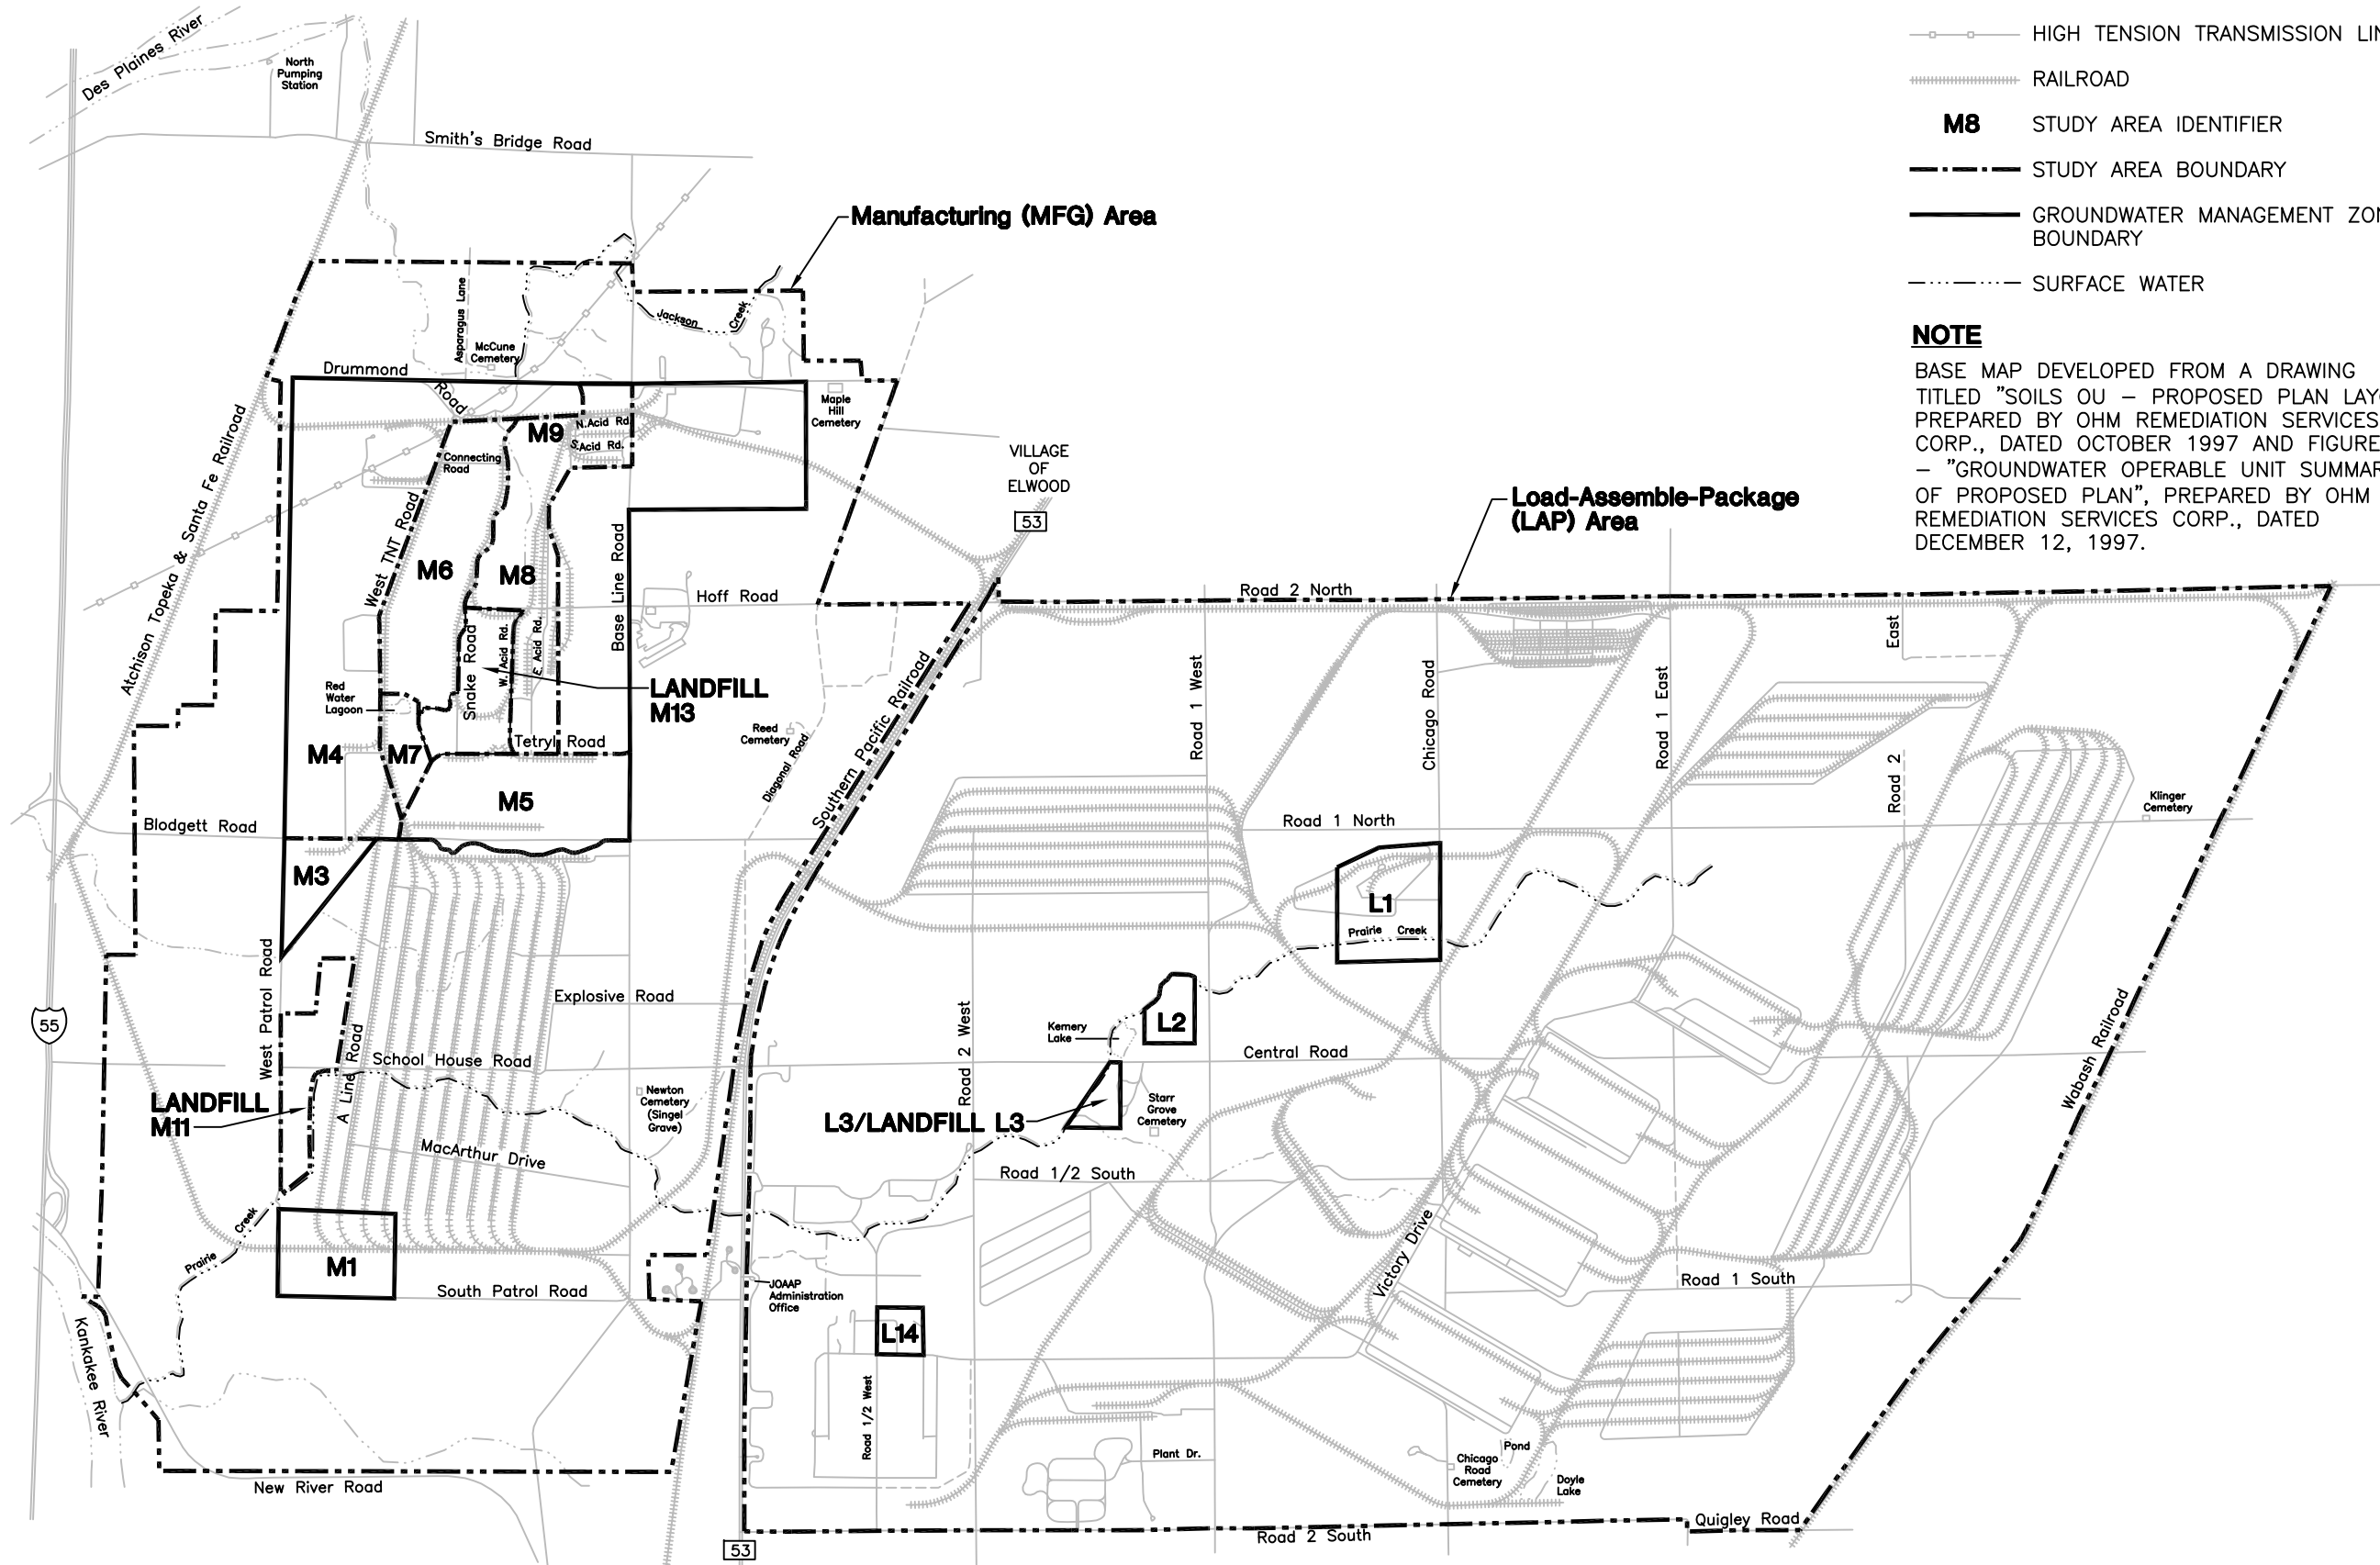 HIGH TENSION TRANSMISSION
RAILROAD
M8
STUDY AREA IDENTIFIER
STUDY AREA BOUNDARY
GROUNDWATER MANAGEMENT
BOUNDARY
SURFACE WATER
NOTE
BASE MAP DEVELOPED FROM A DRAWING
TITLED "SOILS OU – PROPOSED PLAN
PREPARED BY OHM REMEDIATION SERVICES
CORP., DATED OCTOBER 1997 AND FIGURE
– "GROUNDWATER OPERABLE UNIT
OF PROPOSED PLAN", PREPARED BY OHM
REMEDIATION SERVICES CORP., DATED
DECEMBER 12, 1997.
Des Plaines River
North
Pumping
Station
Smith's Bridge Road
Manufacturing (MFG) Area
Asparagus Lane
Jackson Creek
McCune
Cemetery
Drummond Road
Maple
Hill
Cemetery
M9
N.Acid Rd.
S.Acid Rd.
Connecting
Road
VILLAGE
OF
ELWOOD
53
Load-Assemble-Package
(LAP) Area
Atchison Topeka & Santa Fe Railroad
West TNT Road
M6
M8
Base Line Road
Hoff Road
Road 2 North
Snake Road
W. Acid Rd.
E. Acid Rd.
LANDFILL
M13
Red
Water
Lagoon
Reed
Cemetery
Diagonal Road
Southern Pacific Railroad
Road 1 West
Chicago Road
Road 1 East
Road 2 East
M4
M7
Tetryl Road
M5
Klinger
Cemetery
Blodgett Road
Road 1 North
M3
L1
Prairie Creek
West Patrol Road
Explosive Road
Road 2 West
L2
Kemery
Lake
55
A Line Road
School House Road
Central Road
Wabash Railroad
LANDFILL
M11
Newton
Cemetery
(Singel
Grave)
L3/LANDFILL L3
Starr
Grove
Cemetery
MacArthur Drive
Road 1/2 South
Prairie Creek
M1
South Patrol Road
JOAAP
Administration
Office
Victory Drive
Road 1 South
L14
Kankakee River
Road 1/2 West
Plant Dr.
Pond
Chicago
Road
Cemetery
Doyle
Lake
New River Road
53
Road 2 South
Quigley Road